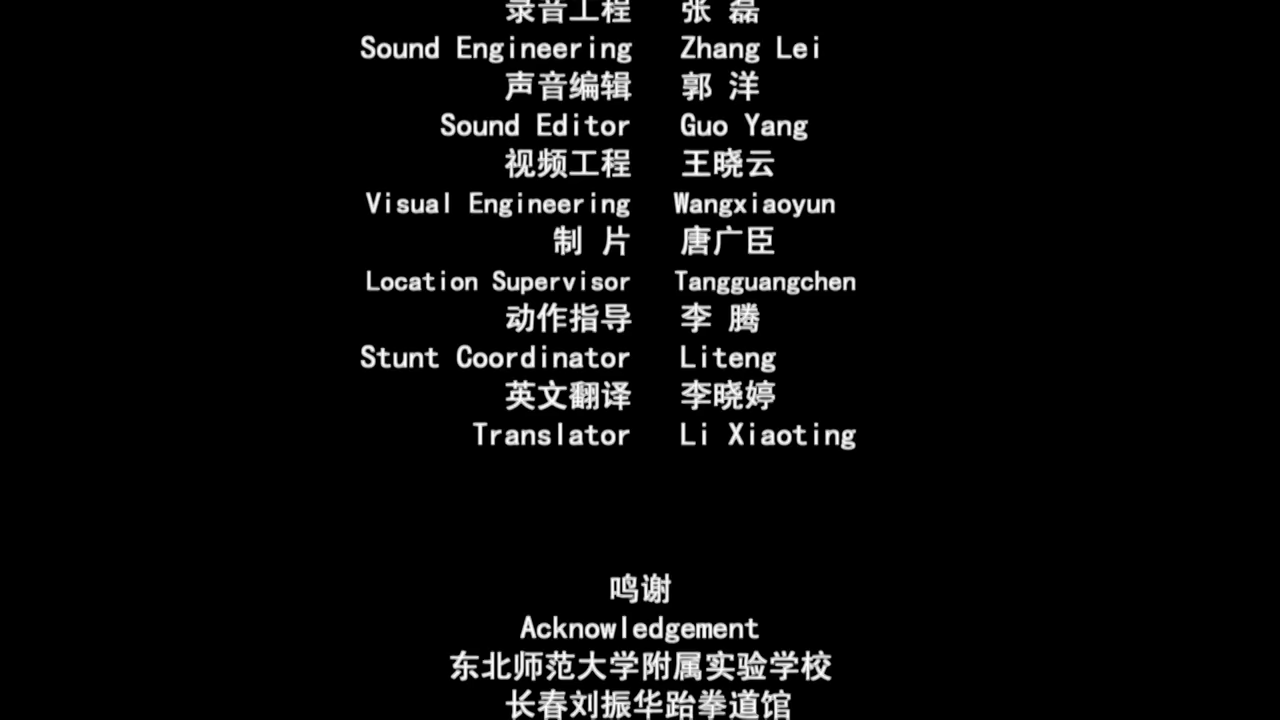 录音工程 张 磊
Sound Engineering Zhang Lei
声音编辑 郭 洋
Sound Editor Guo Yang
视频工程 王晓云
Visual Engineering Wangxiaoyun
制 片 唐广臣
Location Supervisor Tangguangchen
动作指导 李 腾
Stunt Coordinator Liteng
英文翻译 李晓婷
Translator Li Xiaoting
鸣谢
Acknowledgement
东北师范大学附属实验学校
长春刘振华跆拳道馆